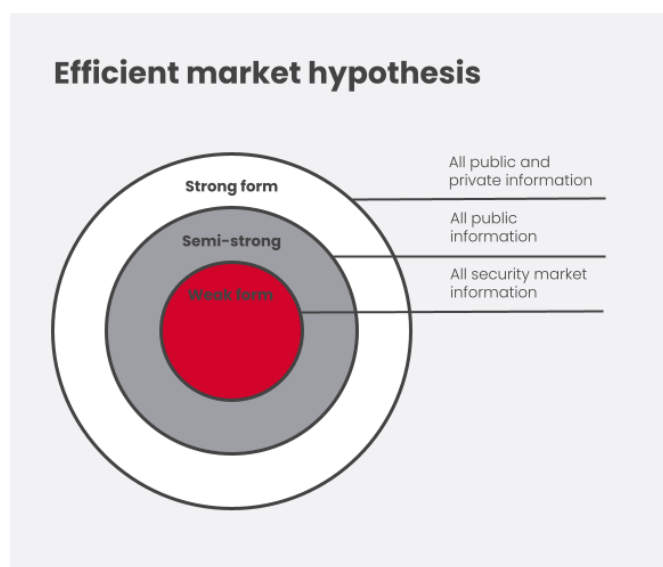 Efficient market hypothesis
All public and
private information
Strong form
All public
information
Semi-strong
All security market
information
Weak form